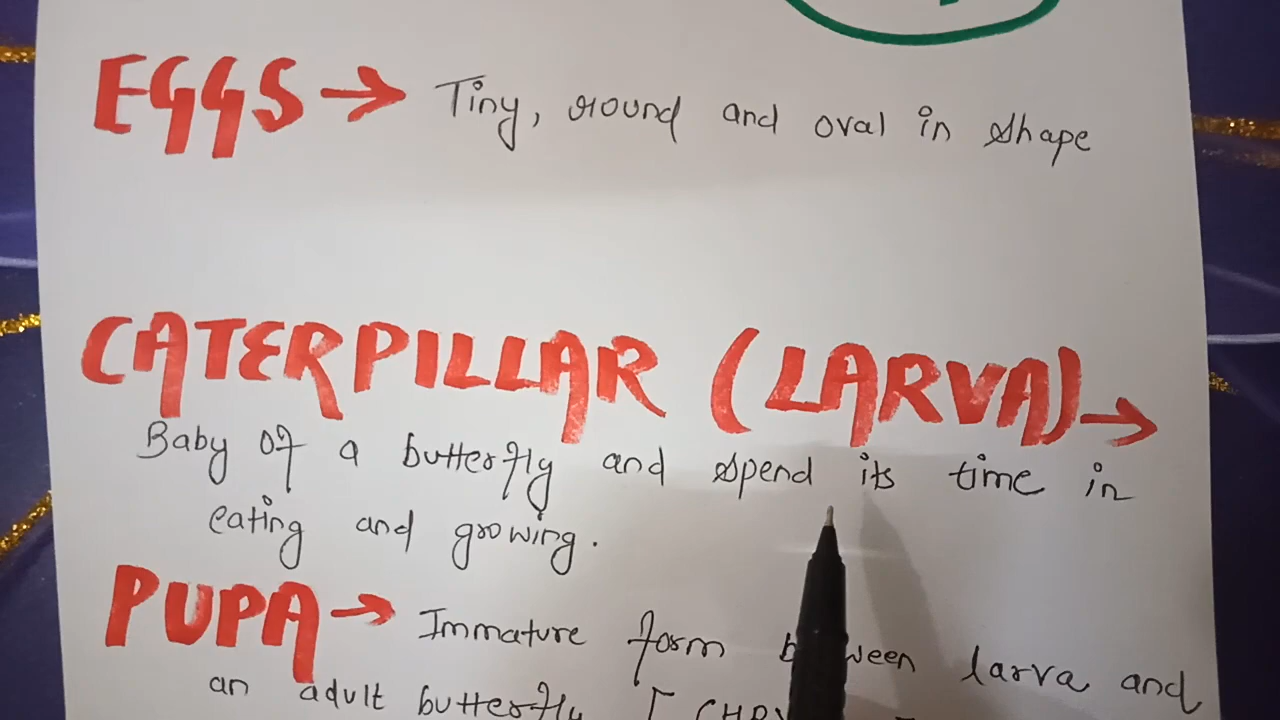 EGGS → Tiny, round and oval in shape
CATERPILLAR (LARVA) →
Baby of a butterfly and spend its time in
eating and growing.
PUPA → Immature form between larva and
an adult butterfly [